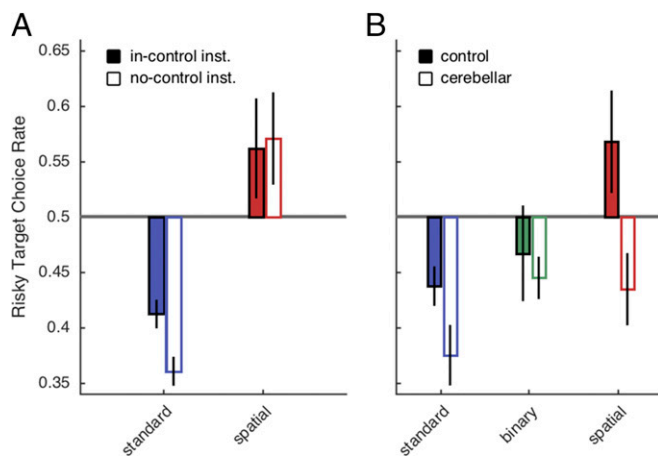 A
0.65
0.6
0.55
0.5
0.45
0.4
0.35
Risky Target Choice Rate
in-control inst.
no-control inst.
standard
spatial
B
control
cerebellar
standard
binary
spatial